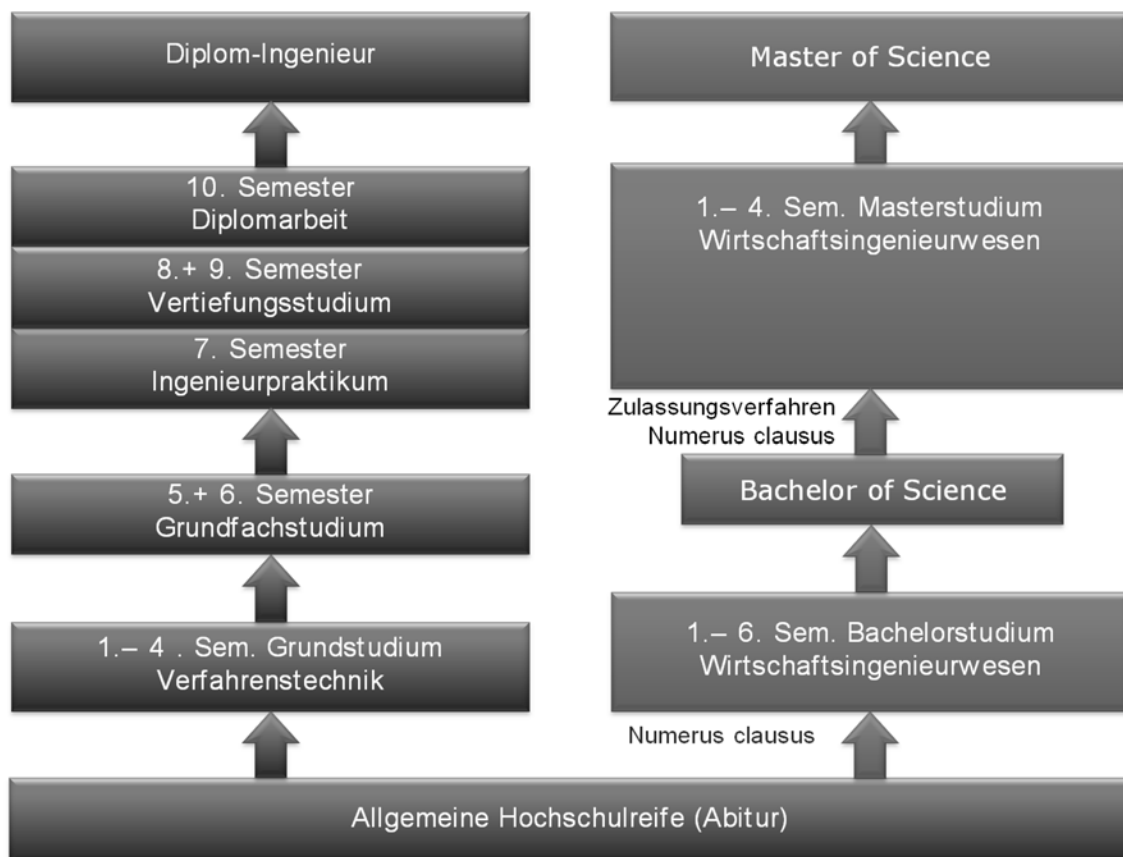 Diplom-Ingenieur
10. Semester
Diplomarbeit
8.+ 9. Semester
Vertiefungsstudium
7. Semester
Ingenieurpraktikum
5.+ 6. Semester
Grundfachstudium
1.– 4 . Sem. Grundstudium
Verfahrenstechnik
Master of Science
1.– 4. Sem. Masterstudium
Wirtschaftsingenieurwesen
Zulassungsverfahren
Numerus clausus
Bachelor of Science
1.– 6. Sem. Bachelorstudium
Wirtschaftsingenieurwesen
Numerus clausus
Allgemeine Hochschulreife (Abitur)